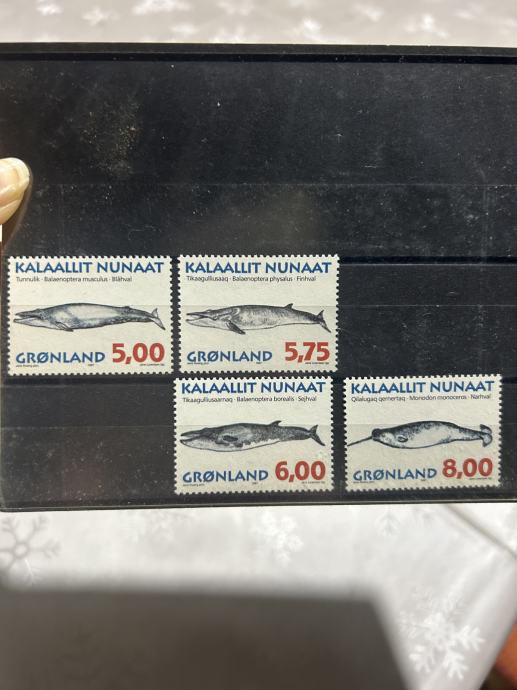 KALAALLIT NUNAAT
Tunnulik · Balaenoptera musculus · Blåhval
GRØNLAND 5,00
1997
KALAALLIT NUNAAT
Tikaagulliusaaq · Balaenoptera physalus · Finhval
GRØNLAND 5,75
KALAALLIT NUNAAT
Tikaagulliusaarnaq · Balaenoptera borealis · Sejhval
GRØNLAND 6,00
KALAALLIT NUNAAT
Qilalugaq qernertaq · Monodon monoceros · Narhval
GRØNLAND 8,00